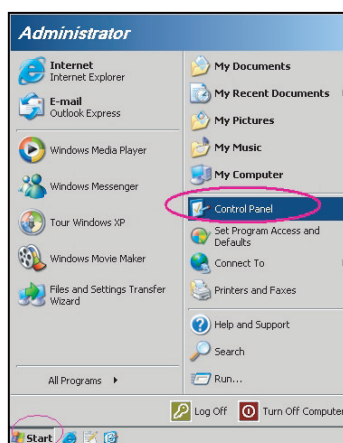 Administrator
Internet
Internet Explorer
E-mail
Outlook Express
Windows Media Player
Windows Messenger
Tour Windows XP
Windows Movie Maker
Files and Settings Transfer
Wizard
All Programs
My Documents
My Recent Documents
My Pictures
My Music
My Computer
Control Panel
Set Program Access and
Defaults
Connect To
Printers and Faxes
Help and Support
Search
Run...
Log Off
Turn Off Computer
Start